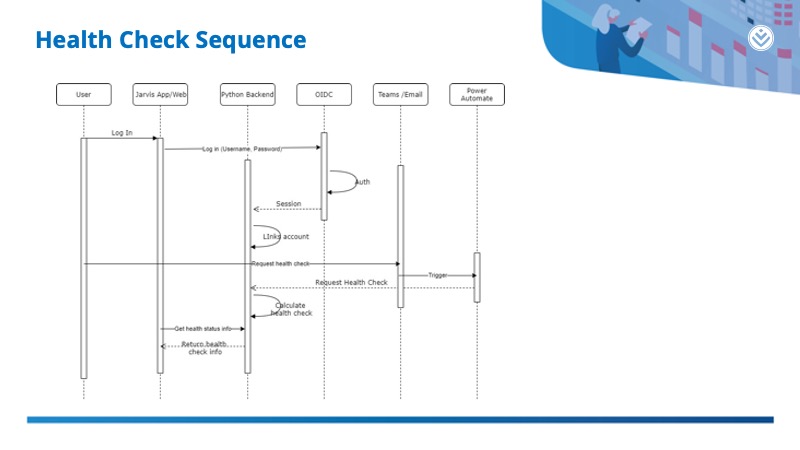 Health Check Sequence
User
Jarvis App/Web
Python Backend
OIDC
Teams /Email
Power
Automate
Log In
Log in (Username, Password)
Auth
Session
Links account
Request health check
Trigger
Request Health Check
Calculate
health check
Get health status info
Return health
check info